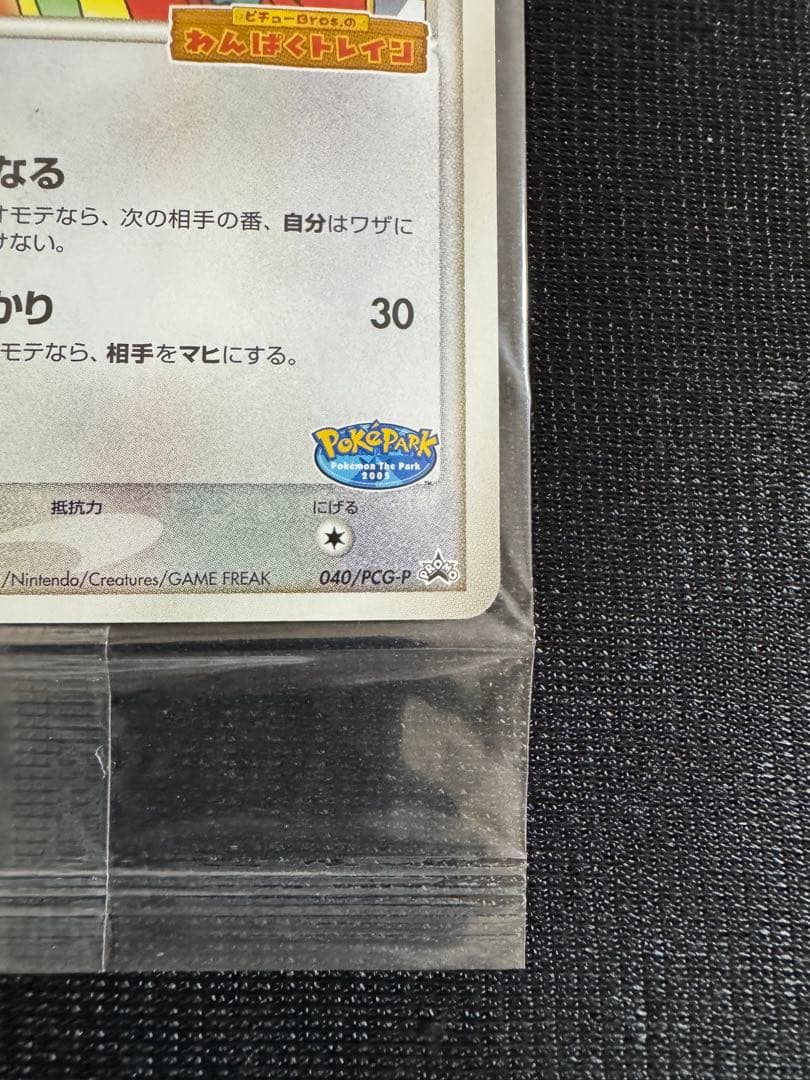 ピチューBros.の
わんぱくトレイン
なる
オモテなら、次の相手の番、自分はワザに
けない。
かり 30
モテなら、相手をマヒにする。
POKéPARK
Pokémon The Park
2005
™
抵抗力 にげる
/Nintendo/Creatures/GAME FREAK 040/PCG-P PROMO